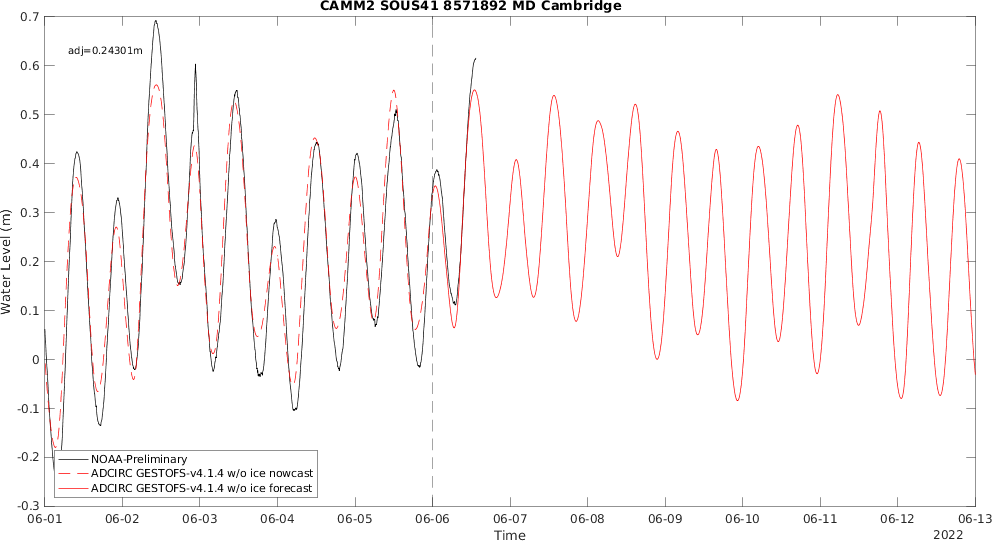 CAMM2 SOUS41 8571892 MD Cambridge
adj=0.24301m
0.7
0.6
0.5
0.4
0.3
0.2
0.1
0
-0.1
-0.2
-0.3
Water Level (m)
NOAA-Preliminary
ADCIRC GESTOFS-v4.1.4 w/o ice nowcast
ADCIRC GESTOFS-v4.1.4 w/o ice forecast
06-01 06-02 06-03 06-04 06-05 06-06 06-07 06-08 06-09 06-10 06-11 06-12 06-13
Time
2022